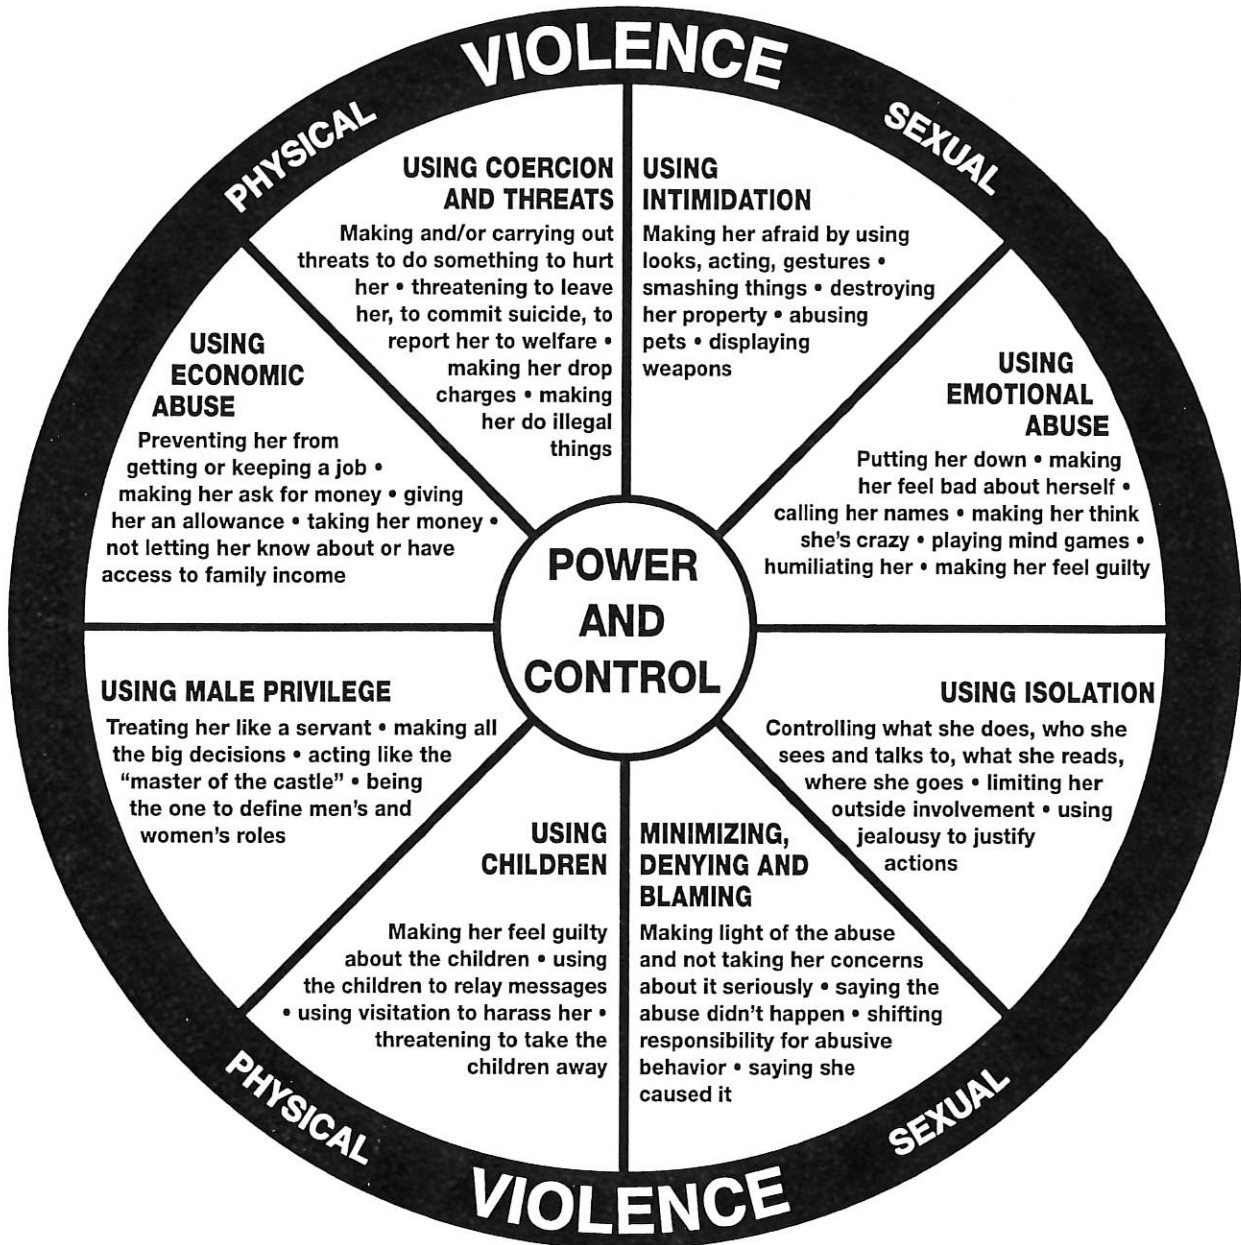 VIOLENCE
PHYSICAL
SEXUAL
USING COERCION
AND THREATS
Making and/or carrying out
threats to do something to hurt
her • threatening to leave
her, to commit suicide, to
report her to welfare •
making her drop
charges • making
her do illegal
things
USING
INTIMIDATION
Making her afraid by using
looks, acting, gestures •
smashing things • destroying
her property • abusing
pets • displaying
weapons
USING
EMOTIONAL
ABUSE
Putting her down • making
her feel bad about herself •
calling her names • making her think
she's crazy • playing mind games •
humiliating her • making her feel guilty
USING ISOLATION
Controlling what she does, who she
sees and talks to, what she reads,
where she goes • limiting her
outside involvement • using
jealousy to justify
actions
MINIMIZING,
DENYING AND
BLAMING
Making light of the abuse
and not taking her concerns
about it seriously • saying the
abuse didn't happen • shifting
responsibility for abusive
behavior • saying she
caused it
USING
CHILDREN
Making her feel guilty
about the children • using
the children to relay messages
• using visitation to harass her •
threatening to take the
children away
USING MALE PRIVILEGE
Treating her like a servant • making all
the big decisions • acting like the
“master of the castle” • being
the one to define men's and
women's roles
USING
ECONOMIC
ABUSE
Preventing her from
getting or keeping a job •
making her ask for money • giving
her an allowance • taking her money •
not letting her know about or have
access to family income
POWER
AND
CONTROL
PHYSICAL
SEXUAL
VIOLENCE